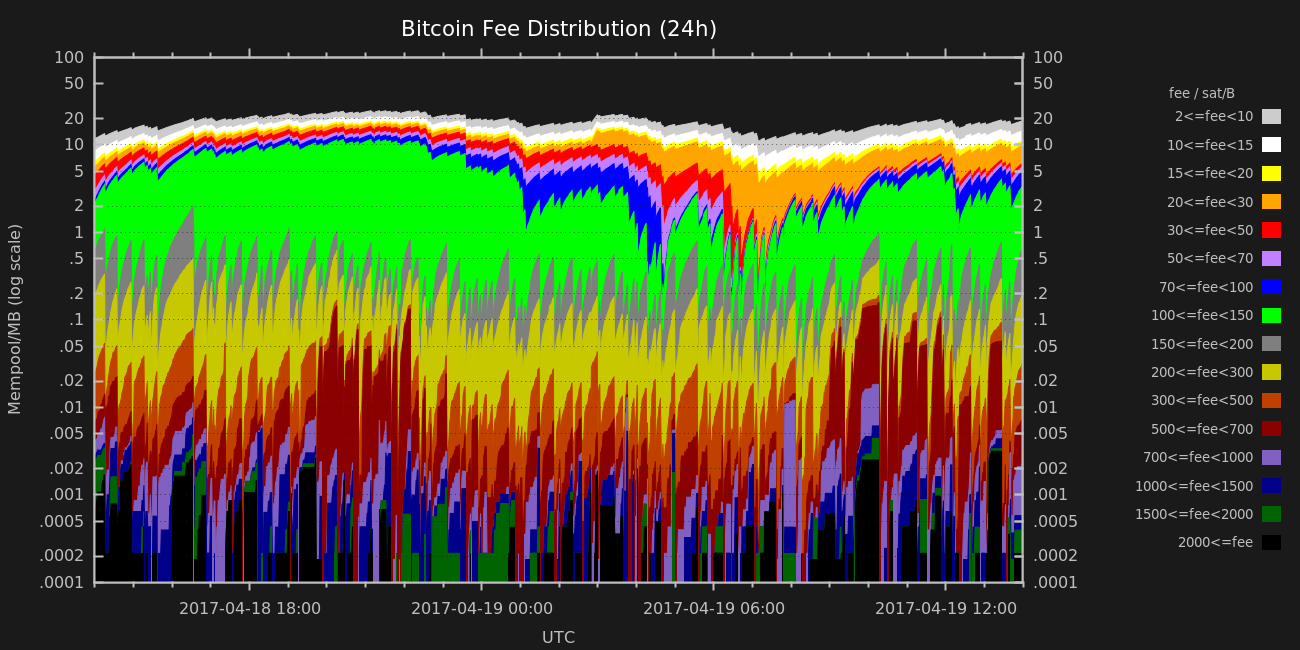 Bitcoin Fee Distribution (24h)
100 100
50 50
20 20
10 10
5 5
2 2
1 1
.5 .5
.2 .2
.1 .1
.05 .05
.02 .02
.01 .01
.005 .005
.002 .002
.001 .001
.0005 .0005
.0002 .0002
.0001 .0001
Mempool/MB (log scale)
2017-04-18 18:00 2017-04-19 00:00 2017-04-19 06:00 2017-04-19 12:00
UTC
fee / sat/B
2<=fee<10
10<=fee<15
15<=fee<20
20<=fee<30
30<=fee<50
50<=fee<70
70<=fee<100
100<=fee<150
150<=fee<200
200<=fee<300
300<=fee<500
500<=fee<700
700<=fee<1000
1000<=fee<1500
1500<=fee<2000
2000<=fee